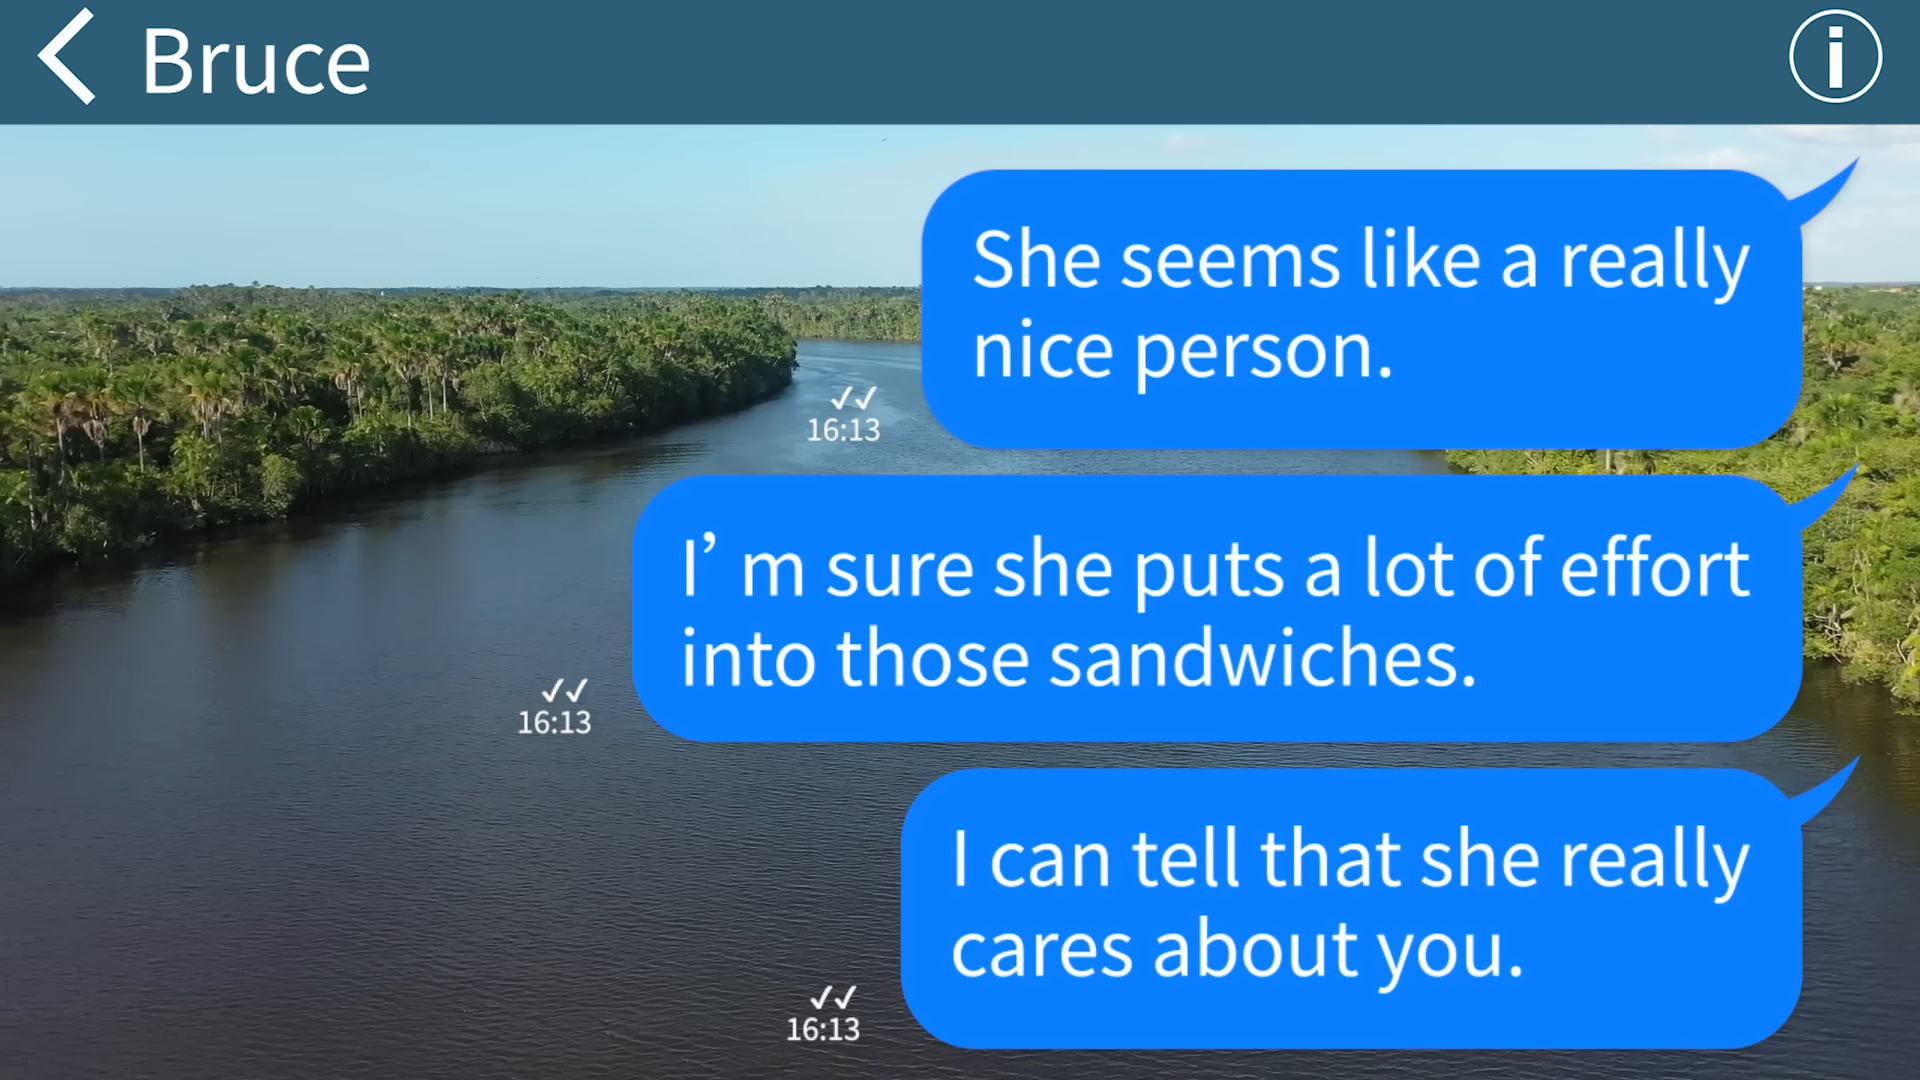 Bruce
She seems like a really
nice person.
16:13
I’m sure she puts a lot of effort
into those sandwiches.
16:13
I can tell that she really
cares about you.
16:13